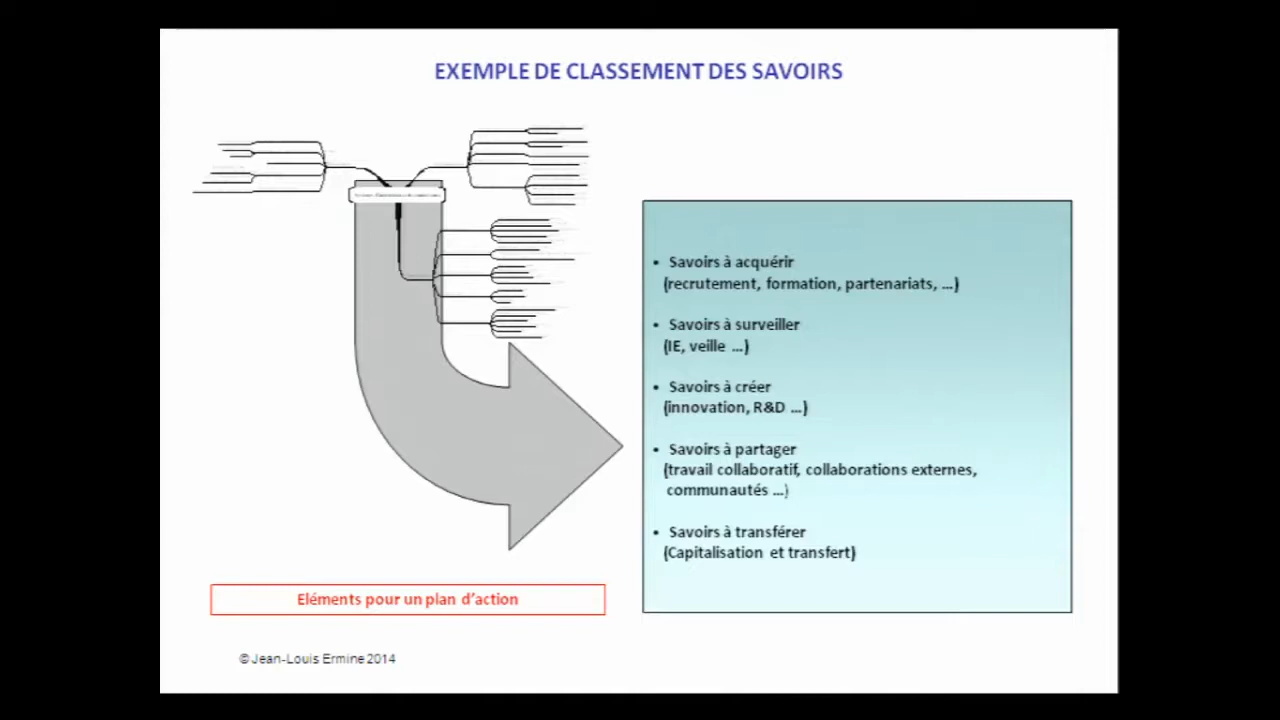 EXEMPLE DE CLASSEMENT DES SAVOIRS
• Savoirs à acquérir
(recrutement, formation, partenariats, ...)
• Savoirs à surveiller
(IE, veille ...)
• Savoirs à créer
(innovation, R&D ...)
• Savoirs à partager
(travail collaboratif, collaborations externes,
communautés ...)
• Savoirs à transférer
(Capitalisation et transfert)
Eléments pour un plan d'action
© Jean-Louis Ermine 2014